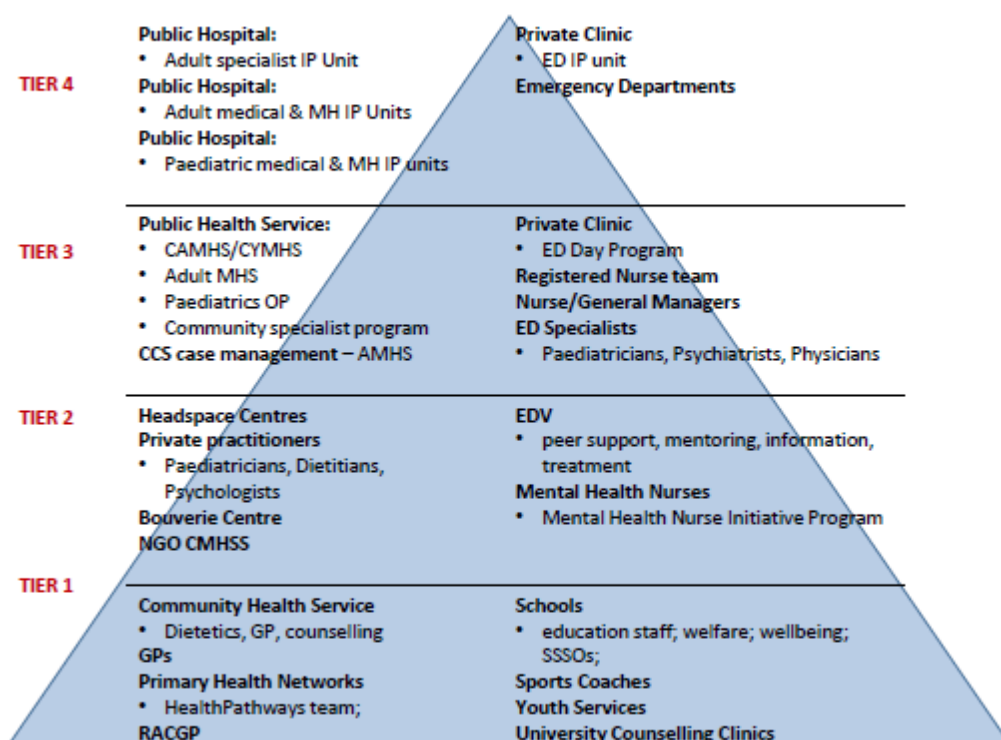 TIER 4
Public Hospital:
• Adult specialist IP Unit
Public Hospital:
• Adult medical & MH IP Units
Public Hospital:
• Paediatric medical & MH IP units
Private Clinic
• ED IP unit
Emergency Departments
TIER 3
Public Health Service:
• CAMHS/CYMHS
• Adult MHS
• Paediatrics OP
• Community specialist program
CCS case management – AMHS
Private Clinic
• ED Day Program
Registered Nurse team
Nurse/General Managers
ED Specialists
• Paediatricians, Psychiatrists, Physicians
TIER 2
Headspace Centres
Private practitioners
• Paediatricians, Dietitians,
Psychologists
Bouverie Centre
NGO CMHSS
EDV
• peer support, mentoring, information,
treatment
Mental Health Nurses
• Mental Health Nurse Initiative Program
TIER 1
Community Health Service
• Dietetics, GP, counselling
GPs
Primary Health Networks
• HealthPathways team;
RACGP
Schools
• education staff; welfare; wellbeing;
SSSOs;
Sports Coaches
Youth Services
University Counselling Clinics